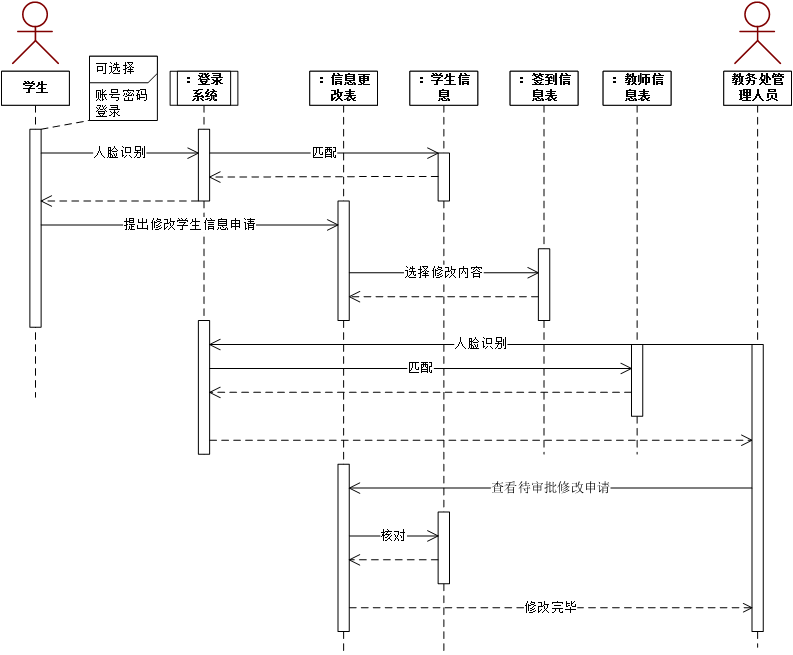 可选择
账号密码
登录
学生
：登录
系统
：信息更
改表
：学生信
息
：签到信
息表
：教师信
息表
教务处管
理人员
人脸识别
匹配
提出修改学生信息申请
选择修改内容
人脸识别
匹配
查看待审批修改申请
核对
修改完毕